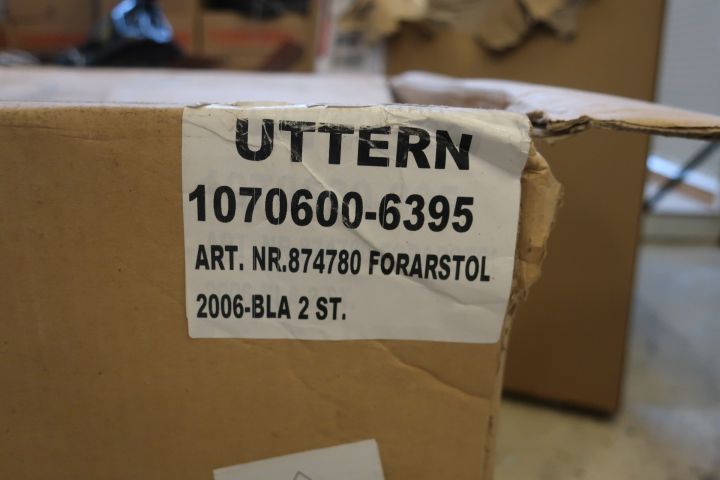 UTTERN
1070600-6395
ART. NR.874780 FORARSTOL
2006-BLA 2 ST.